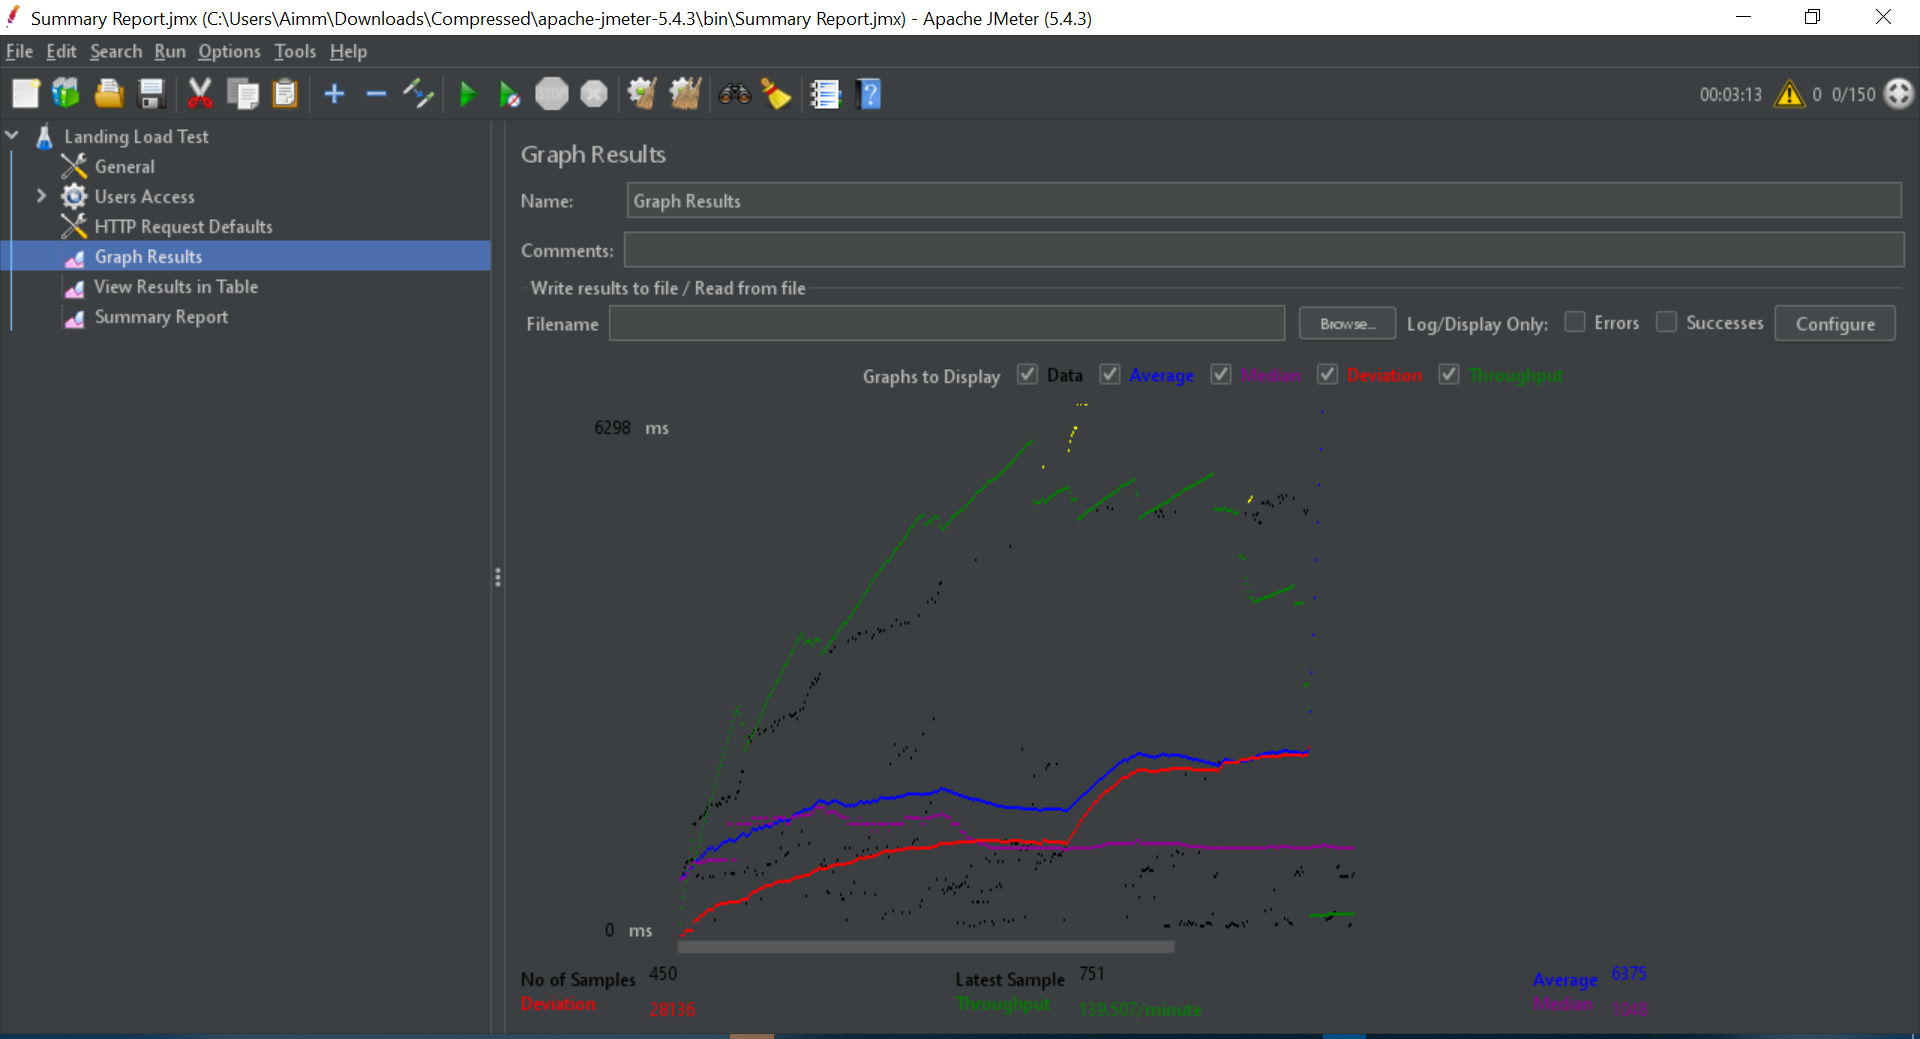 Summary Report.jmx (C:\Users\Aimm\Downloads\Compressed\apache-jmeter-5.4.3\bin\Summary Report.jmx) - Apache JMeter (5.4.3)
File Edit Search Run Options Tools Help
STOP
00:03:13 0 0/150
Landing Load Test
General
Users Access
HTTP Request Defaults
Graph Results
View Results in Table
Summary Report
Graph Results
Name: Graph Results
Comments:
Write results to file / Read from file
Filename Browse... Log/Display Only: Errors Successes Configure
Graphs to Display Data Average Median Deviation Throughput
6298 ms
0 ms
No of Samples 450 Latest Sample 751 Average 6375
Deviation 28136 Throughput 139.507/minute Median